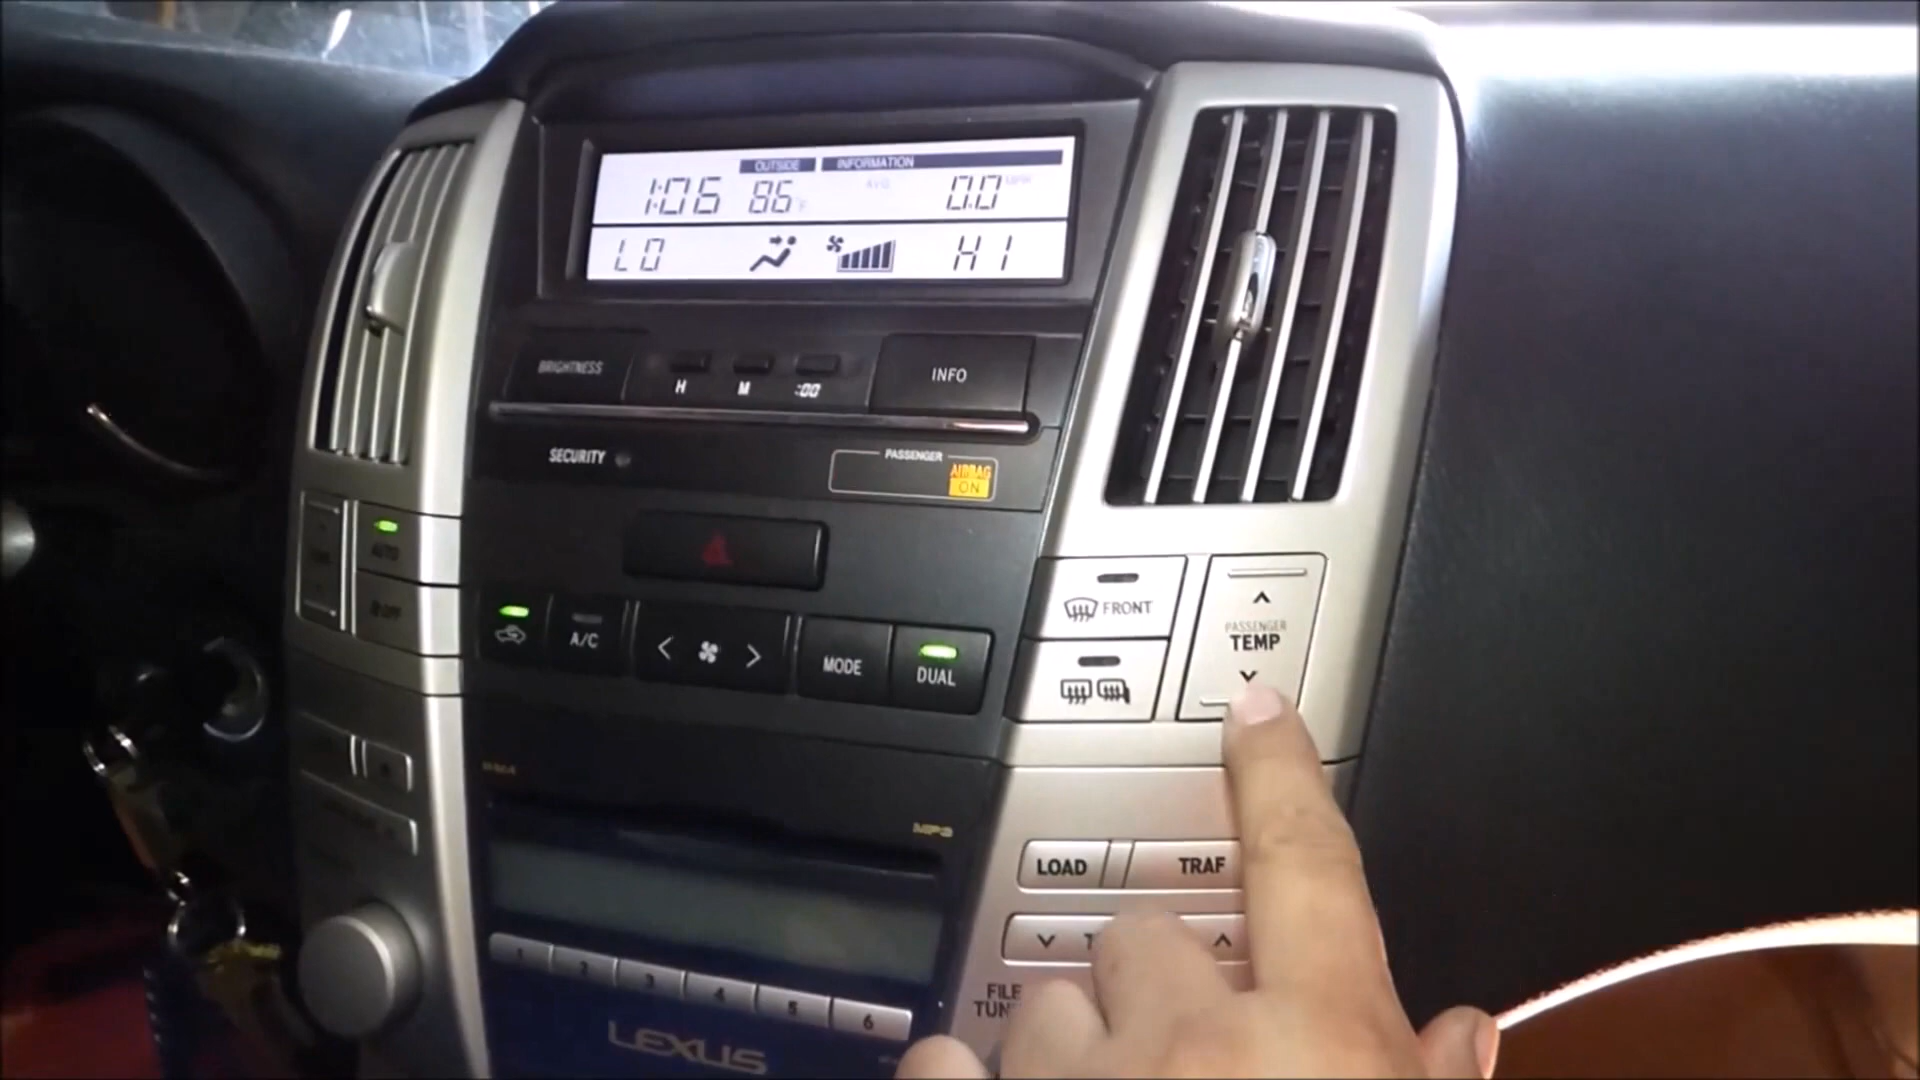 OUTSIDE INFORMATION
1:06 86°F AVG 0.0 MPH
LO HI
BRIGHTNESS H M :00 INFO
SECURITY
PASSENGER
AIRBAG
ON
AUTO
OFF
A/C < > MODE DUAL
FRONT
PASSENGER
TEMP
WMA
MP3
LOAD TRAF
1 2 3 4 5 6
FILE
LEXUS